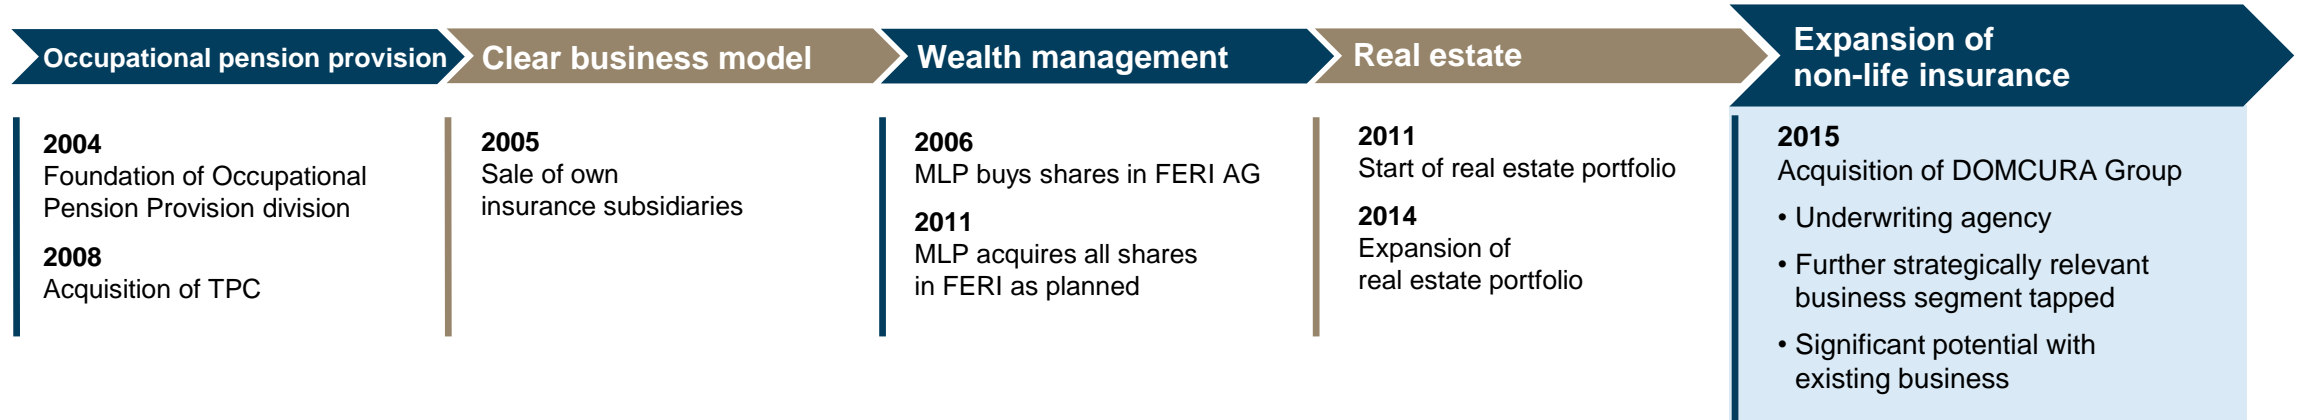 Occupational pension provision
Clear business model
Wealth management
Real estate
Expansion of
non-life insurance
2004
Foundation of Occupational
Pension Provision division
2008
Acquisition of TPC
2005
Sale of own
insurance subsidiaries
2006
MLP buys shares in FERI AG
2011
MLP acquires all shares
in FERI as planned
2011
Start of real estate portfolio
2014
Expansion of
real estate portfolio
2015
Acquisition of DOMCURA Group
• Underwriting agency
• Further strategically relevant
business segment tapped
• Significant potential with
existing business